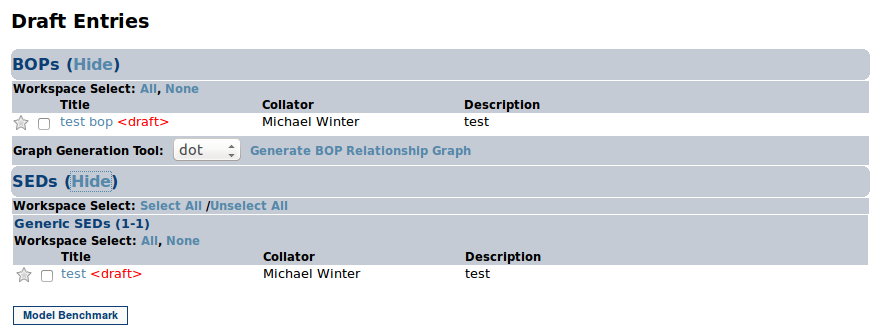 Draft Entries
BOPs (Hide)
Workspace Select: All, None
Title Collator Description
test bop <draft> Michael Winter test
Graph Generation Tool: dot Generate BOP Relationship Graph
SEDs (Hide)
Workspace Select: Select All /Unselect All
Generic SEDs (1-1)
Workspace Select: All, None
Title Collator Description
test <draft> Michael Winter test
Model Benchmark